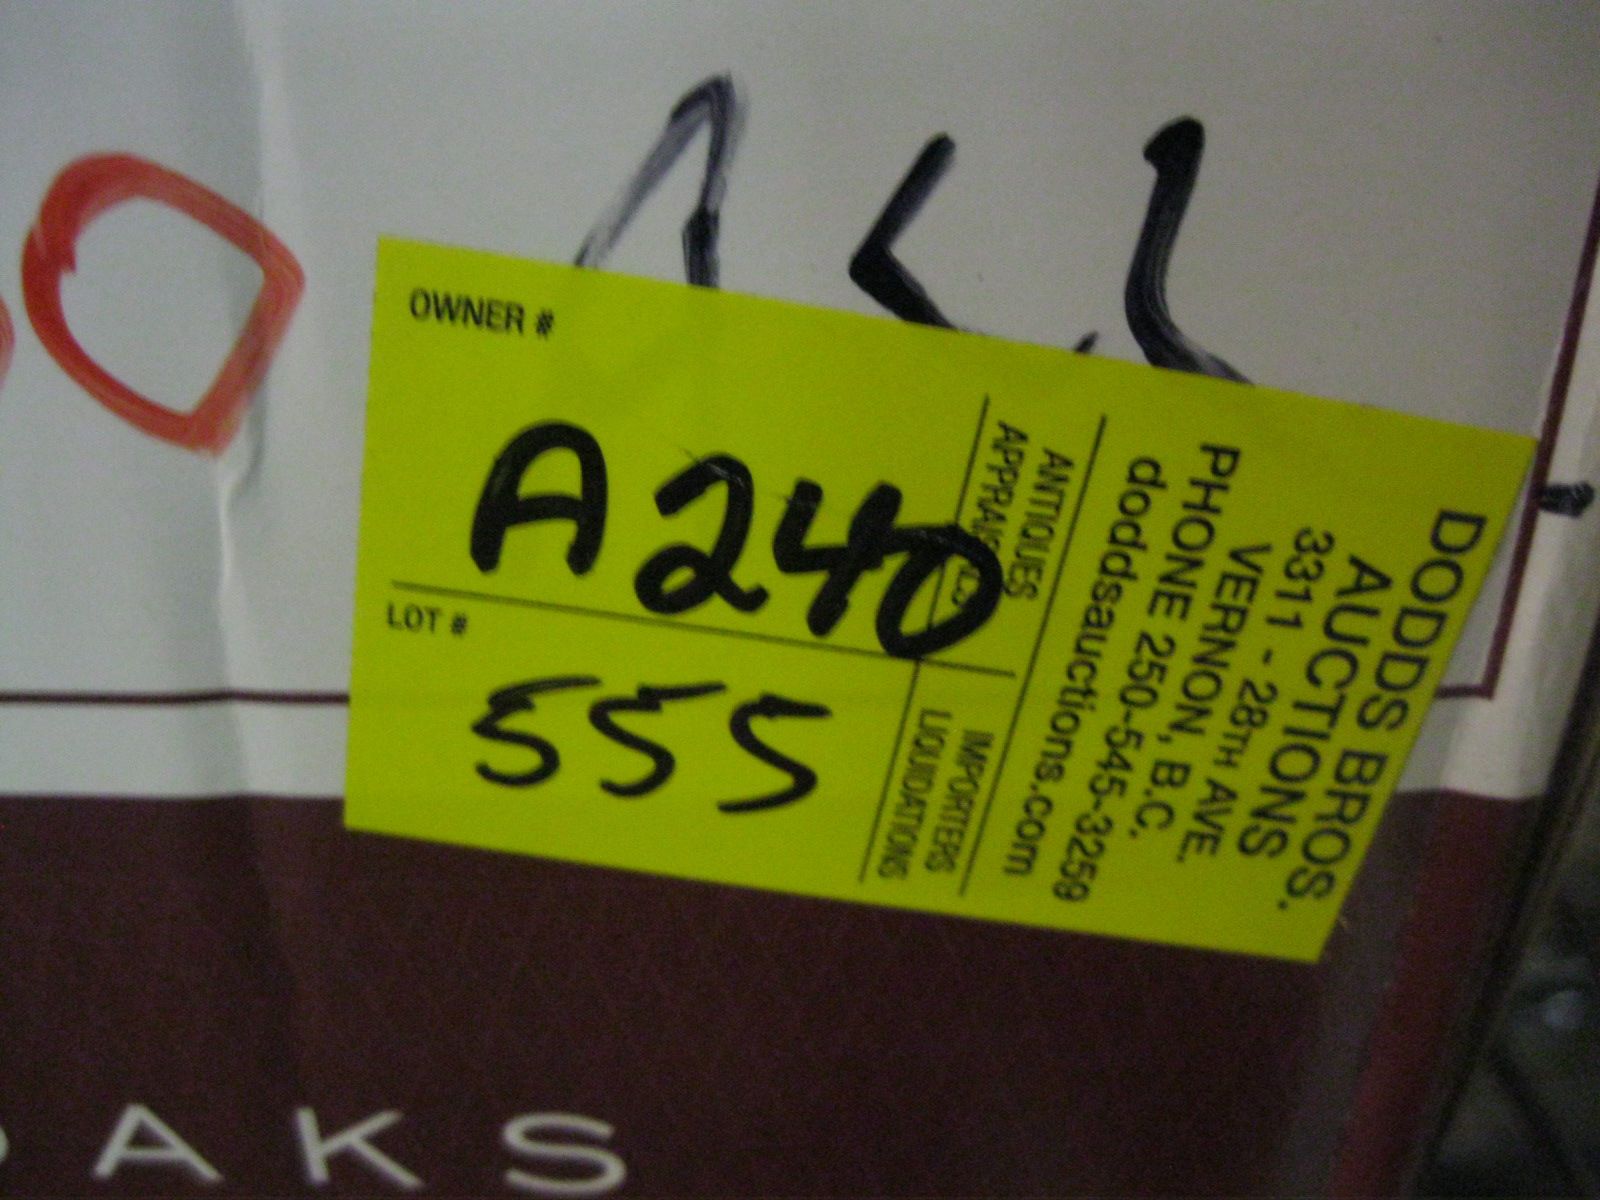 OWNER #
A240
LOT #
555
DODDS BROS.
AUCTIONS
3311 - 28TH AVE.
VERNON, B.C.
PHONE 250-545-3259
doddsauctions.com
ANTIQUES
APPRAISALS
IMPORTERS
LIQUIDATIONS
AKS